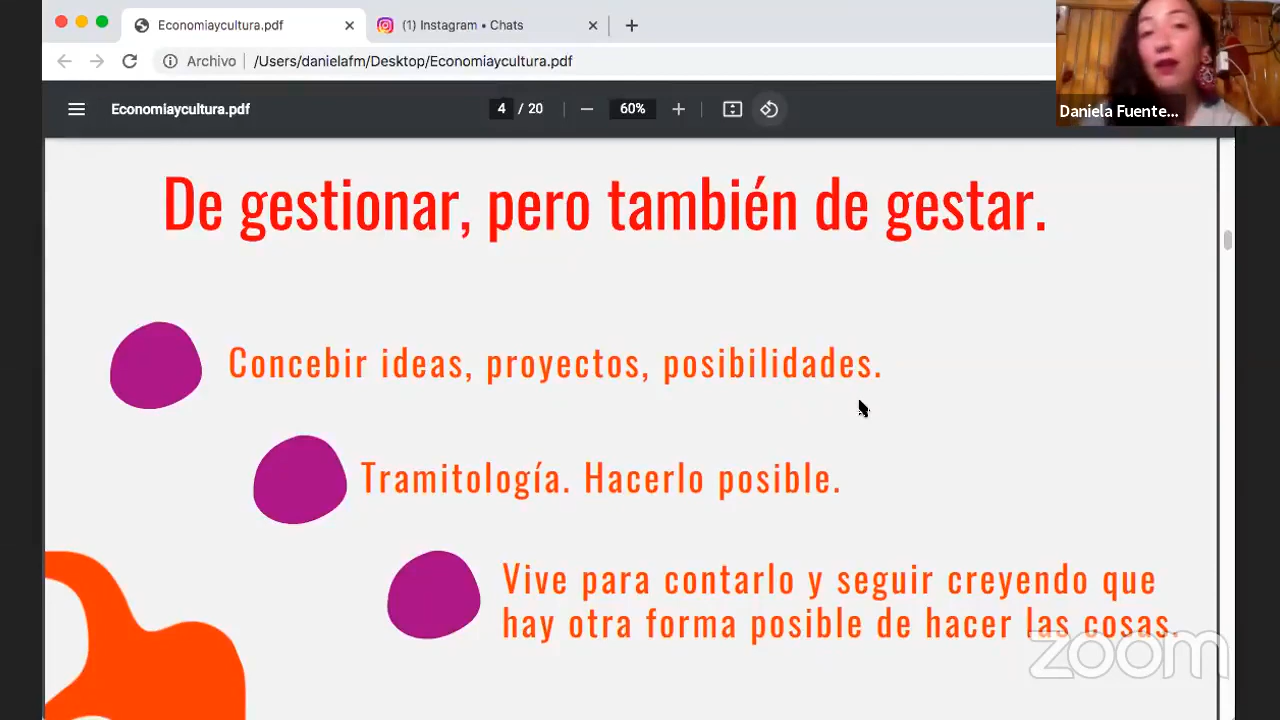 Economiaycultura.pdf
(1) Instagram • Chats
Archivo
/Users/danielafm/Desktop/Economiaycultura.pdf
Economiaycultura.pdf
4 / 20
60%
Daniela Fuente...
De gestionar, pero también de gestar.
Concebir ideas, proyectos, posibilidades.
Tramitología. Hacerlo posible.
Vive para contarlo y seguir creyendo que
hay otra forma posible de hacer las cosas.
zoom